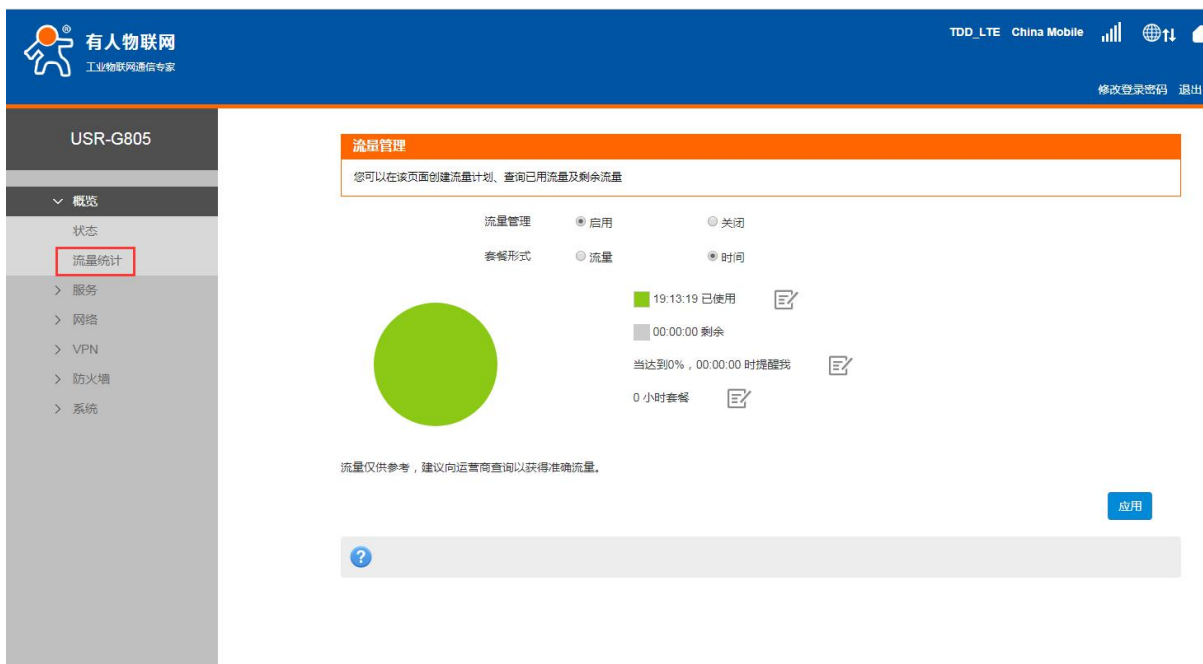 有人物联网®
工业物联网通信专家
TDD_LTE China Mobile
修改登录密码 退出
USR-G805
概览
状态
流量统计
服务
网络
VPN
防火墙
系统
流量管理
您可以在该页面创建流量计划、查询已用流量及剩余流量
流量管理 启用 关闭
套餐形式 流量 时间
19:13:19 已使用
00:00:00 剩余
当达到0%，00:00:00 时提醒我
0 小时套餐
流量仅供参考，建议向运营商查询以获得准确流量。
应用
?